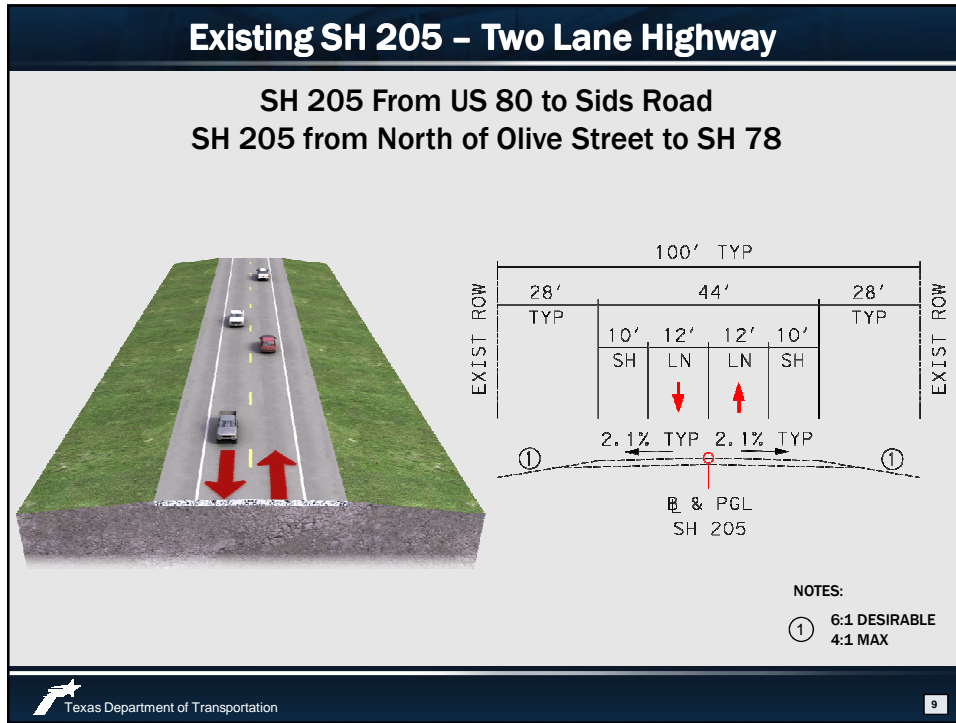 Existing SH 205 – Two Lane Highway
SH 205 From US 80 to Sids Road
SH 205 from North of Olive Street to SH 78
100' TYP
EXIST ROW
28' 44' 28'
TYP TYP
EXIST ROW
10' 12' 12' 10'
SH LN LN SH
2.1% TYP 2.1% TYP
1 1
BL & PGL
SH 205
NOTES:
1 6:1 DESIRABLE
4:1 MAX
Texas Department of Transportation
9